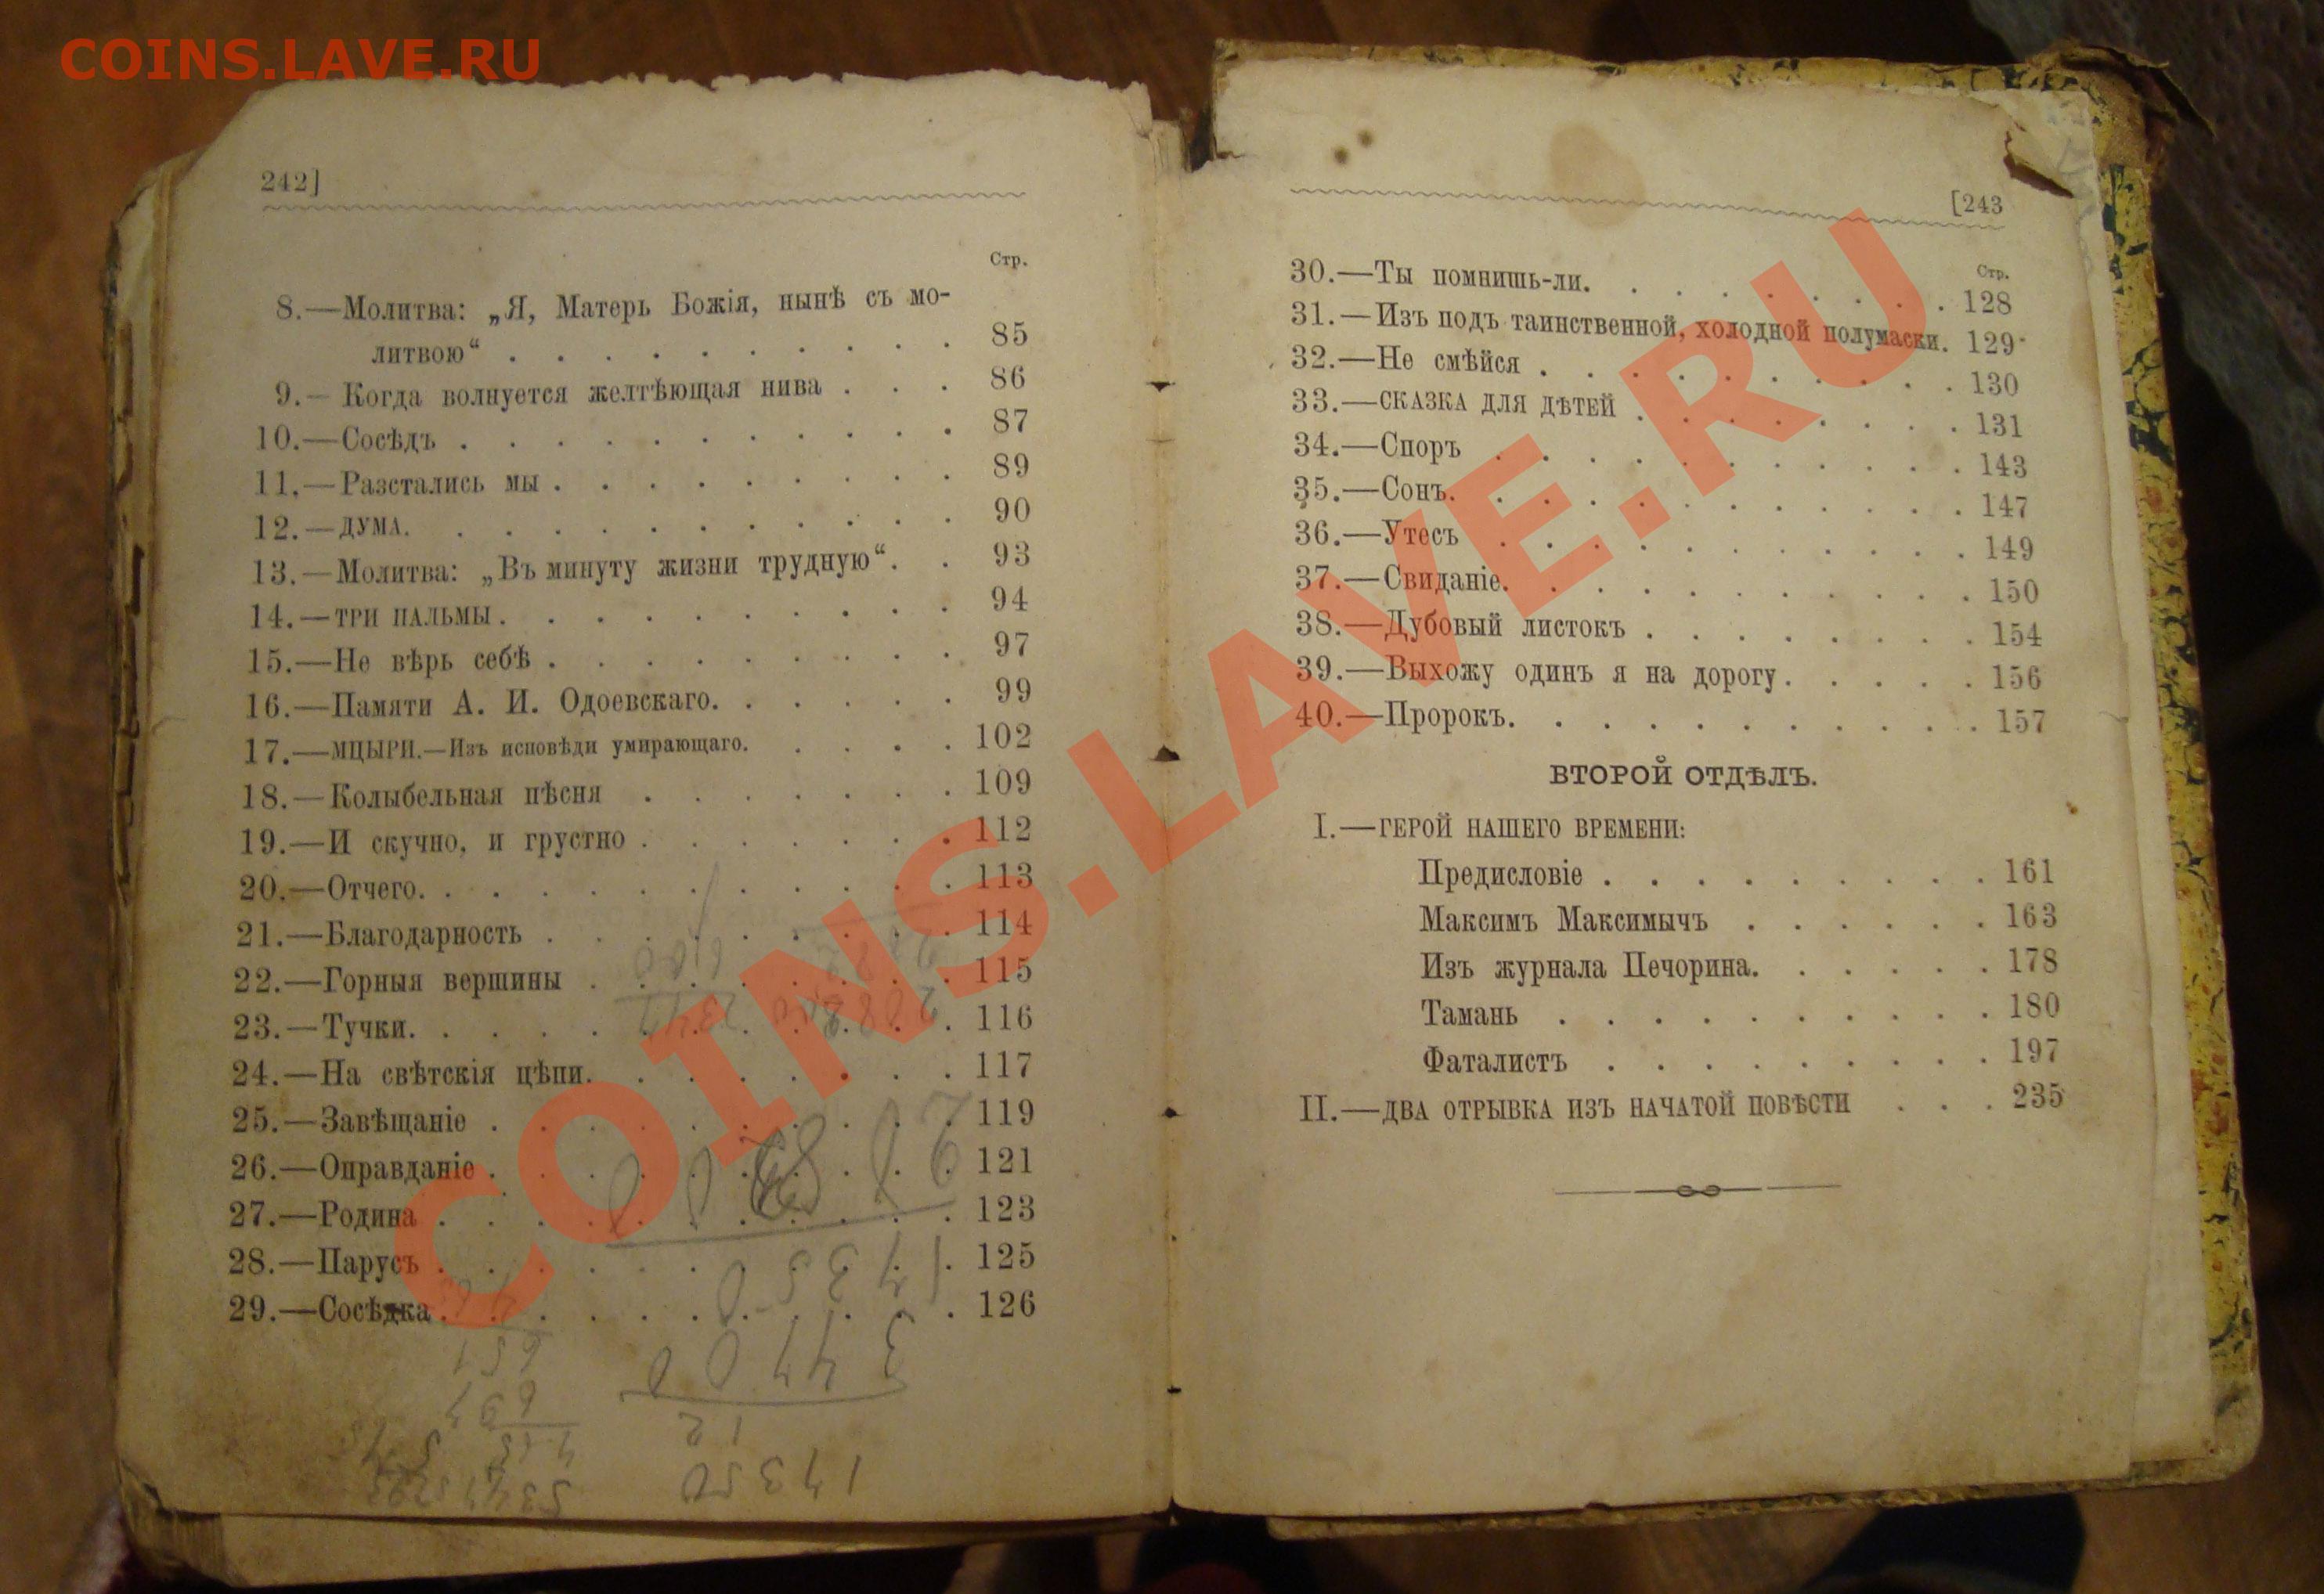 COINS.LAVE.RU
242]
Стр.
8.—Молитва: „Я, Матерь Божія, нынѣ съ мо-
литвою“ . . . . . . . . . . 85
9.—Когда волнуется желтѣющая нива . . . 86
10.—Сосѣдъ . . . . . . . . . . . 87
11.—Разстались мы . . . . . . . . . 89
12.—ДУМА. . . . . . . . . . . . 90
13.—Молитва: „Въ минуту жизни трудную“. . 93
14.—ТРИ ПАЛЬМЫ . . . . . . . . . . 94
15.—Не вѣрь себѣ . . . . . . . . . 97
16.—Памяти А. И. Одоевскаго. . . . . . 99
17.—МЦЫРИ.—Изъ исповѣди умирающаго. . . . . 102
18.—Колыбельная пѣсня . . . . . . . 109
19.—И скучно, и грустно . . . . . . . 112
20.—Отчего. . . . . . . . . . . . 113
21.—Благодарность . . . . . . . . . 114
22.—Горныя вершины . . . . . . . . 115
23.—Тучки. . . . . . . . . . . . 116
24.—На свѣтскія цѣпи. . . . . . . . 117
25.—Завѣщаніе . . . . . . . . . . 119
26.—Оправданіе . . . . . . . . . . 121
27.—Родина . . . . . . . . . . . 123
28.—Парусъ . . . . . . . . . . . 125
29.—Сосѣдка . . . . . . . . . . . 126
1435-0
3440 0
12
14350
[243
Стр.
30.—Ты помнишь-ли. . . . . . . . . 128
31.—Изъ подъ таинственной, холодной полумаски. 129
32.—Не смѣйся . . . . . . . . . . 130
33.—СКАЗКА ДЛЯ ДѢТЕЙ . . . . . . . . 131
34.—Споръ . . . . . . . . . . . 143
35.—Сонъ. . . . . . . . . . . . 147
36.—Утесъ . . . . . . . . . . . 149
37.—Свиданіе. . . . . . . . . . . 150
38.—Дубовый листокъ . . . . . . . . 154
39.—Выхожу одинъ я на дорогу. . . . . 156
40.—Пророкъ. . . . . . . . . . . 157
ВТОРОЙ ОТДѢЛЪ.
I.—ГЕРОЙ НАШЕГО ВРЕМЕНИ:
Предисловіе . . . . . . . . . 161
Максимъ Максимычъ . . . . . . 163
Изъ журнала Печорина. . . . . . 178
Тамань . . . . . . . . . . 180
Фаталистъ . . . . . . . . . 197
II.—ДВА ОТРЫВКА ИЗЪ НАЧАТОЙ ПОВѢСТИ . . . 235
COINS.LAVE.RU